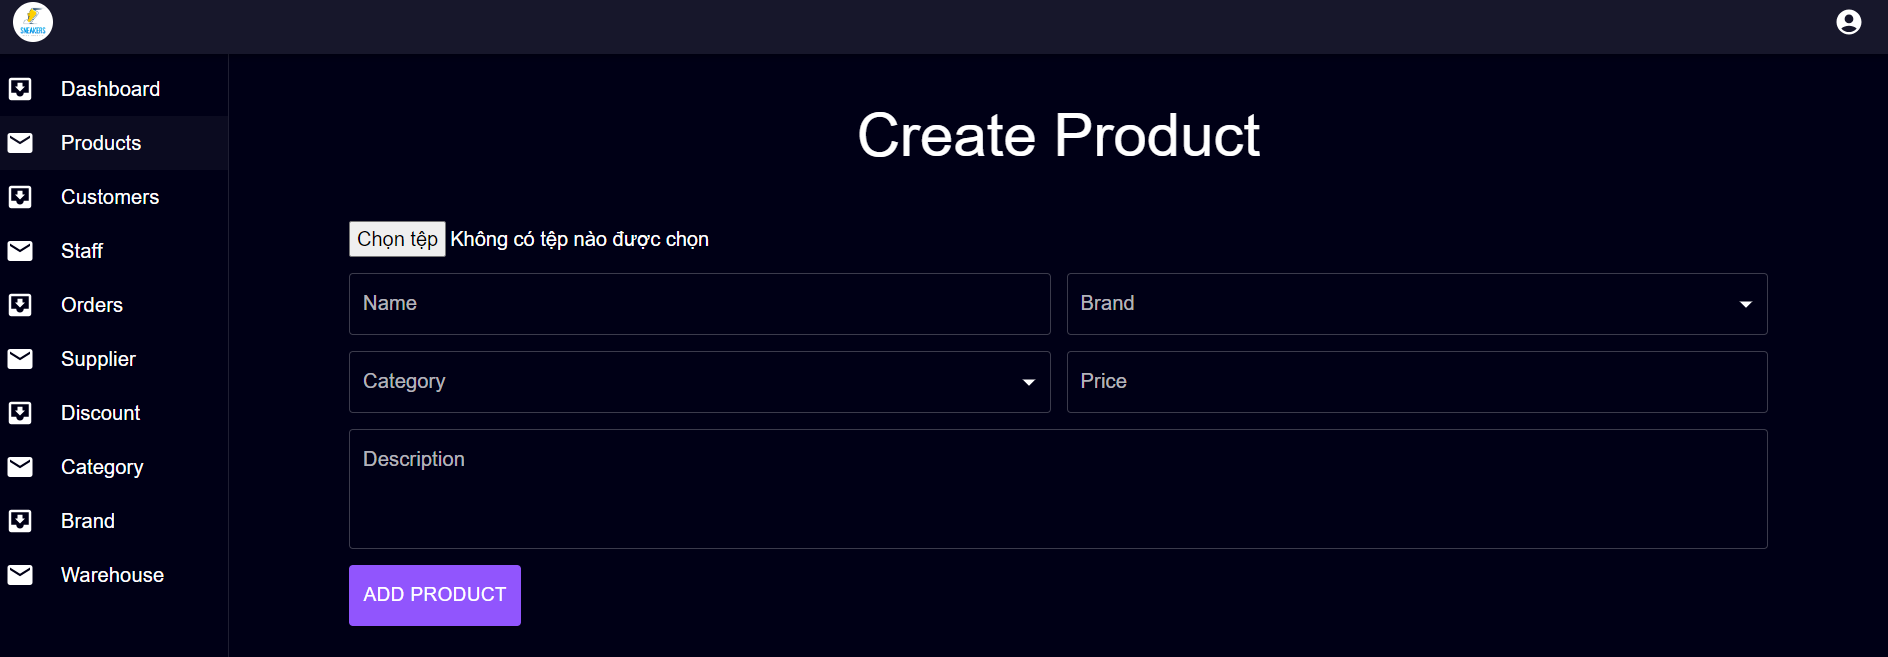 SNEAKERS
Dashboard
Products
Customers
Staff
Orders
Supplier
Discount
Category
Brand
Warehouse
Create Product
Chọn tệp Không có tệp nào được chọn
Name
Brand
Category
Price
Description
ADD PRODUCT